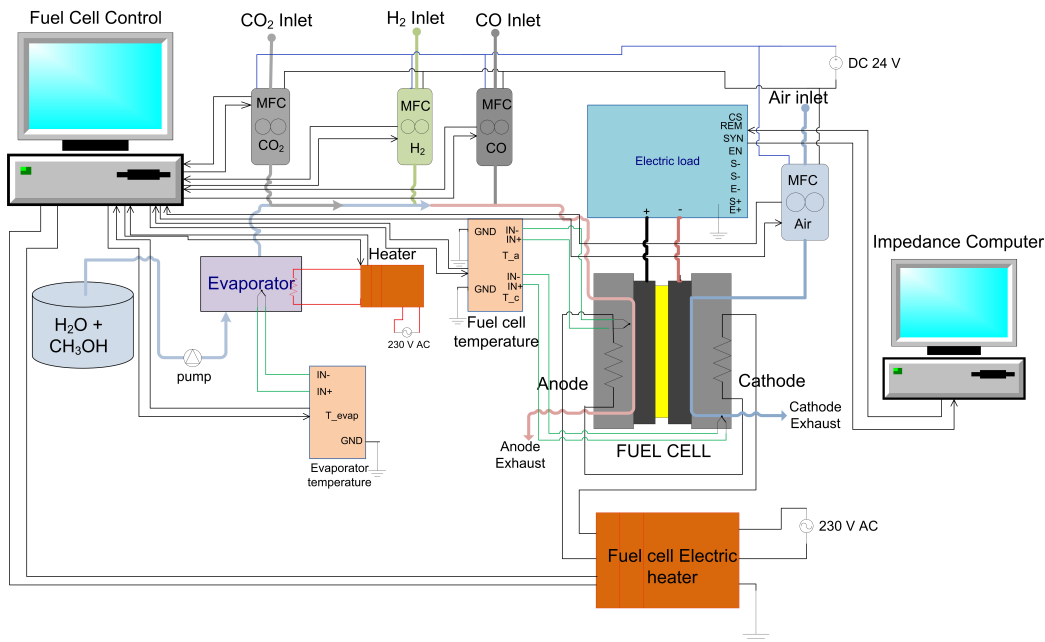 Fuel Cell Control
CO₂ Inlet
H₂ Inlet
CO Inlet
DC 24 V
Air inlet
MFC
CO₂
MFC
H₂
MFC
CO
Electric load
CS
REM
SYN
EN
S-
S-
E-
S+
E+
+
-
MFC
Air
Impedance Computer
GND
IN-
IN+
T_a
IN-
IN+
GND
T_c
Fuel cell
temperature
Heater
230 V AC
Evaporator
H₂O +
CH₃OH
pump
IN-
IN+
T_evap
GND
Evaporator
temperature
Anode
Cathode
Anode
Exhaust
Cathode
Exhaust
FUEL CELL
Fuel cell Electric
heater
230 V AC